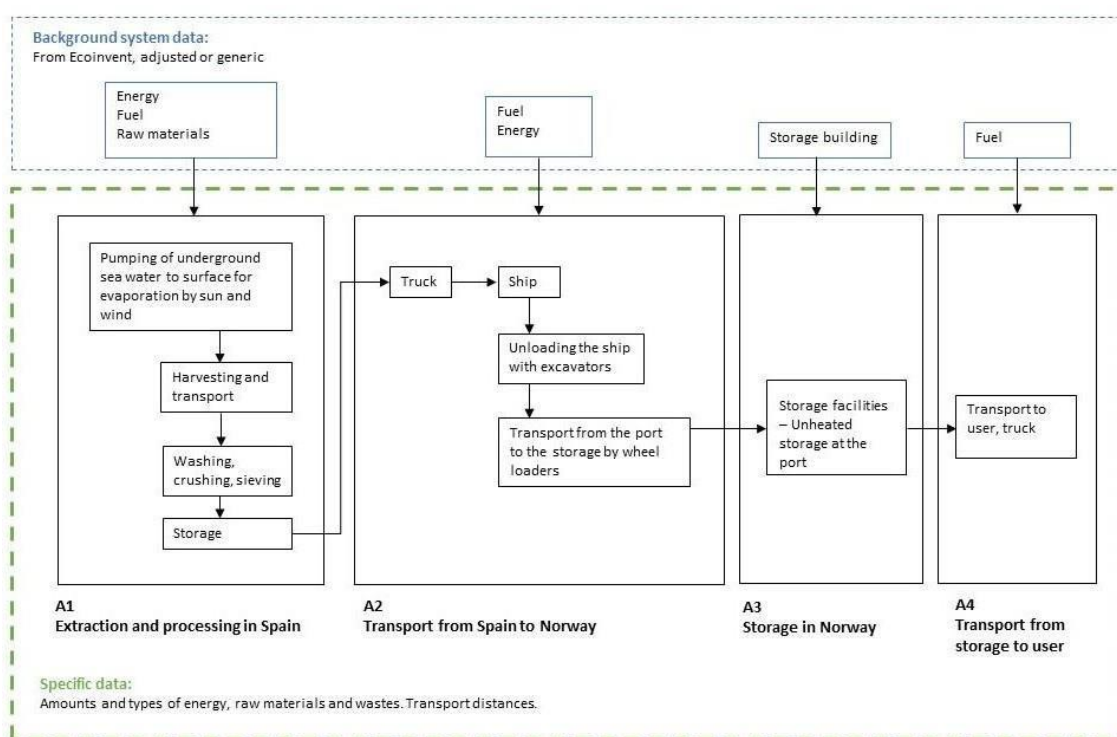 Background system data:
From Ecoinvent, adjusted or generic
Energy
Fuel
Raw materials
Fuel
Energy
Storage building
Fuel
Pumping of underground
sea water to surface for
evaporation by sun and
wind
Harvesting and
transport
Washing,
crushing, sieving
Storage
Truck
Ship
Unloading the ship
with excavators
Transport from the port
to the storage by wheel
loaders
Storage facilities
– Unheated
storage at the
port
Transport to
user, truck
A1
Extraction and processing in Spain
A2
Transport from Spain to Norway
A3
Storage in Norway
A4
Transport from
storage to user
Specific data:
Amounts and types of energy, raw materials and wastes. Transport distances.